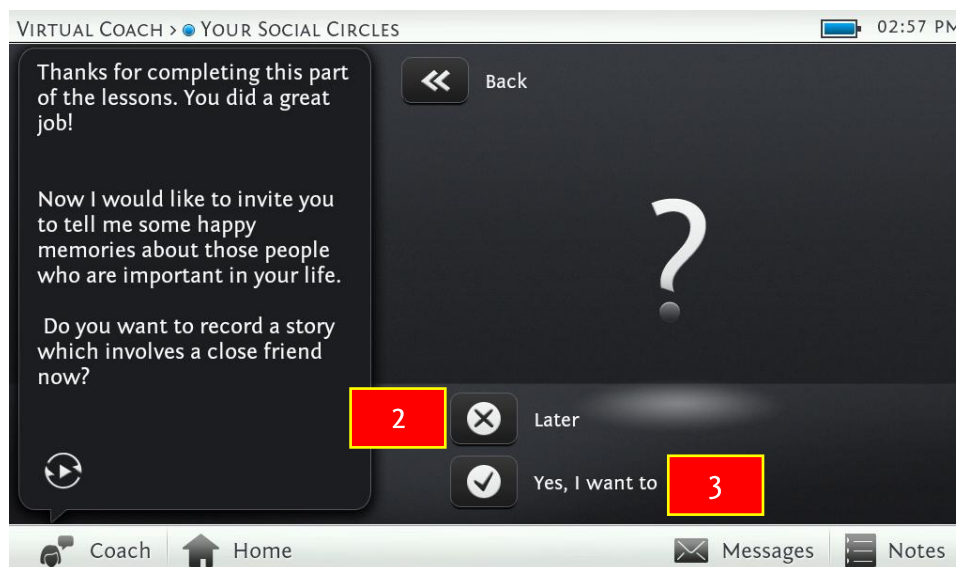 Virtual Coach > Your Social Circles
02:57 PM
Thanks for completing this part
of the lessons. You did a great
job!
Now I would like to invite you
to tell me some happy
memories about those people
who are important in your life.
Do you want to record a story
which involves a close friend
now?
Back
?
2
Later
Yes, I want to
3
Coach
Home
Messages
Notes